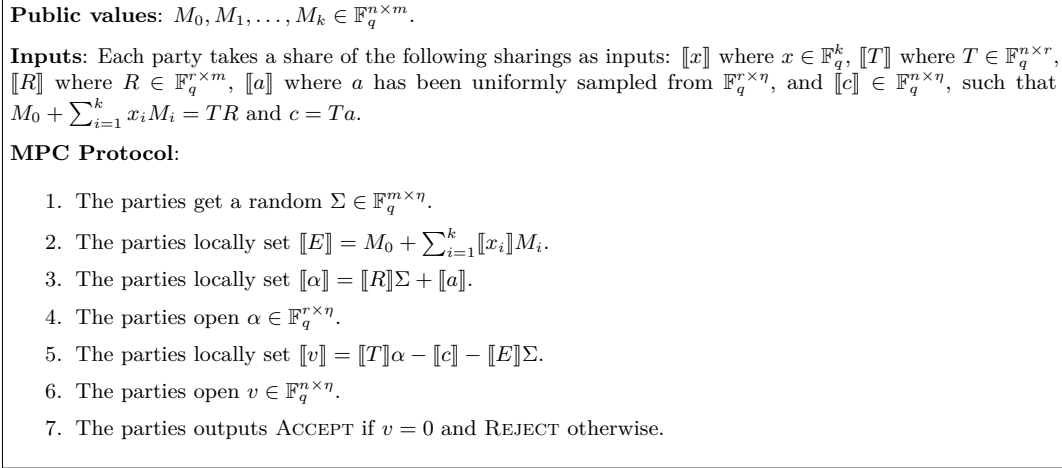 Public values: $M_0, M_1, \ldots, M_k \in \mathbb{F}_q^{n \times m}$.
Inputs: Each party takes a share of the following sharings as inputs: $[\![x]\!]$ where $x \in \mathbb{F}_q^k$, $[\![T]\!]$ where $T \in \mathbb{F}_q^{n \times r}$,
$[\![R]\!]$ where $R \in \mathbb{F}_q^{r \times m}$, $[\![a]\!]$ where $a$ has been uniformly sampled from $\mathbb{F}_q^{r \times \eta}$, and $[\![c]\!] \in \mathbb{F}_q^{n \times \eta}$, such that
$M_0 + \sum_{i=1}^k x_i M_i = TR$ and $c = Ta$.
MPC Protocol:
1. The parties get a random $\Sigma \in \mathbb{F}_q^{m \times \eta}$.
2. The parties locally set $[\![E]\!] = M_0 + \sum_{i=1}^k [\![x_i]\!] M_i$.
3. The parties locally set $[\![\alpha]\!] = [\![R]\!]\Sigma + [\![a]\!]$.
4. The parties open $\alpha \in \mathbb{F}_q^{r \times \eta}$.
5. The parties locally set $[\![v]\!] = [\![T]\!]\alpha - [\![c]\!] - [\![E]\!]\Sigma$.
6. The parties open $v \in \mathbb{F}_q^{n \times \eta}$.
7. The parties outputs ACCEPT if $v = 0$ and REJECT otherwise.